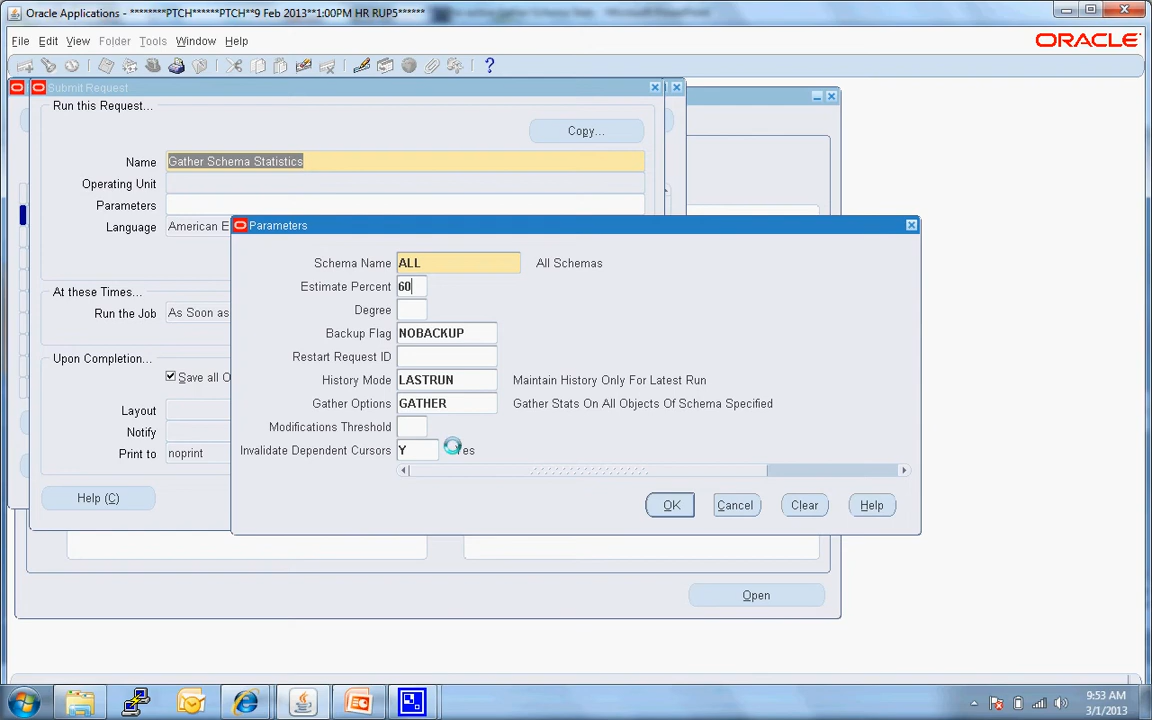 Oracle Applications - ********PTCH******PTCH**9 Feb 2013**1:00PM HR RUP5******
File Edit View Folder Tools Window Help
ORACLE
Submit Request
Run this Request...
Copy...
Name Gather Schema Statistics
Operating Unit
Parameters
Language American E
At these Times...
Run the Job As Soon as
Upon Completion...
Save all O
Layout
Notify
Print to noprint
Help (C)
Parameters
Schema Name ALL All Schemas
Estimate Percent 60
Degree
Backup Flag NOBACKUP
Restart Request ID
History Mode LASTRUN Maintain History Only For Latest Run
Gather Options GATHER Gather Stats On All Objects Of Schema Specified
Modifications Threshold
Invalidate Dependent Cursors Y Yes
OK Cancel Clear Help
Open
9:53 AM
3/1/2013